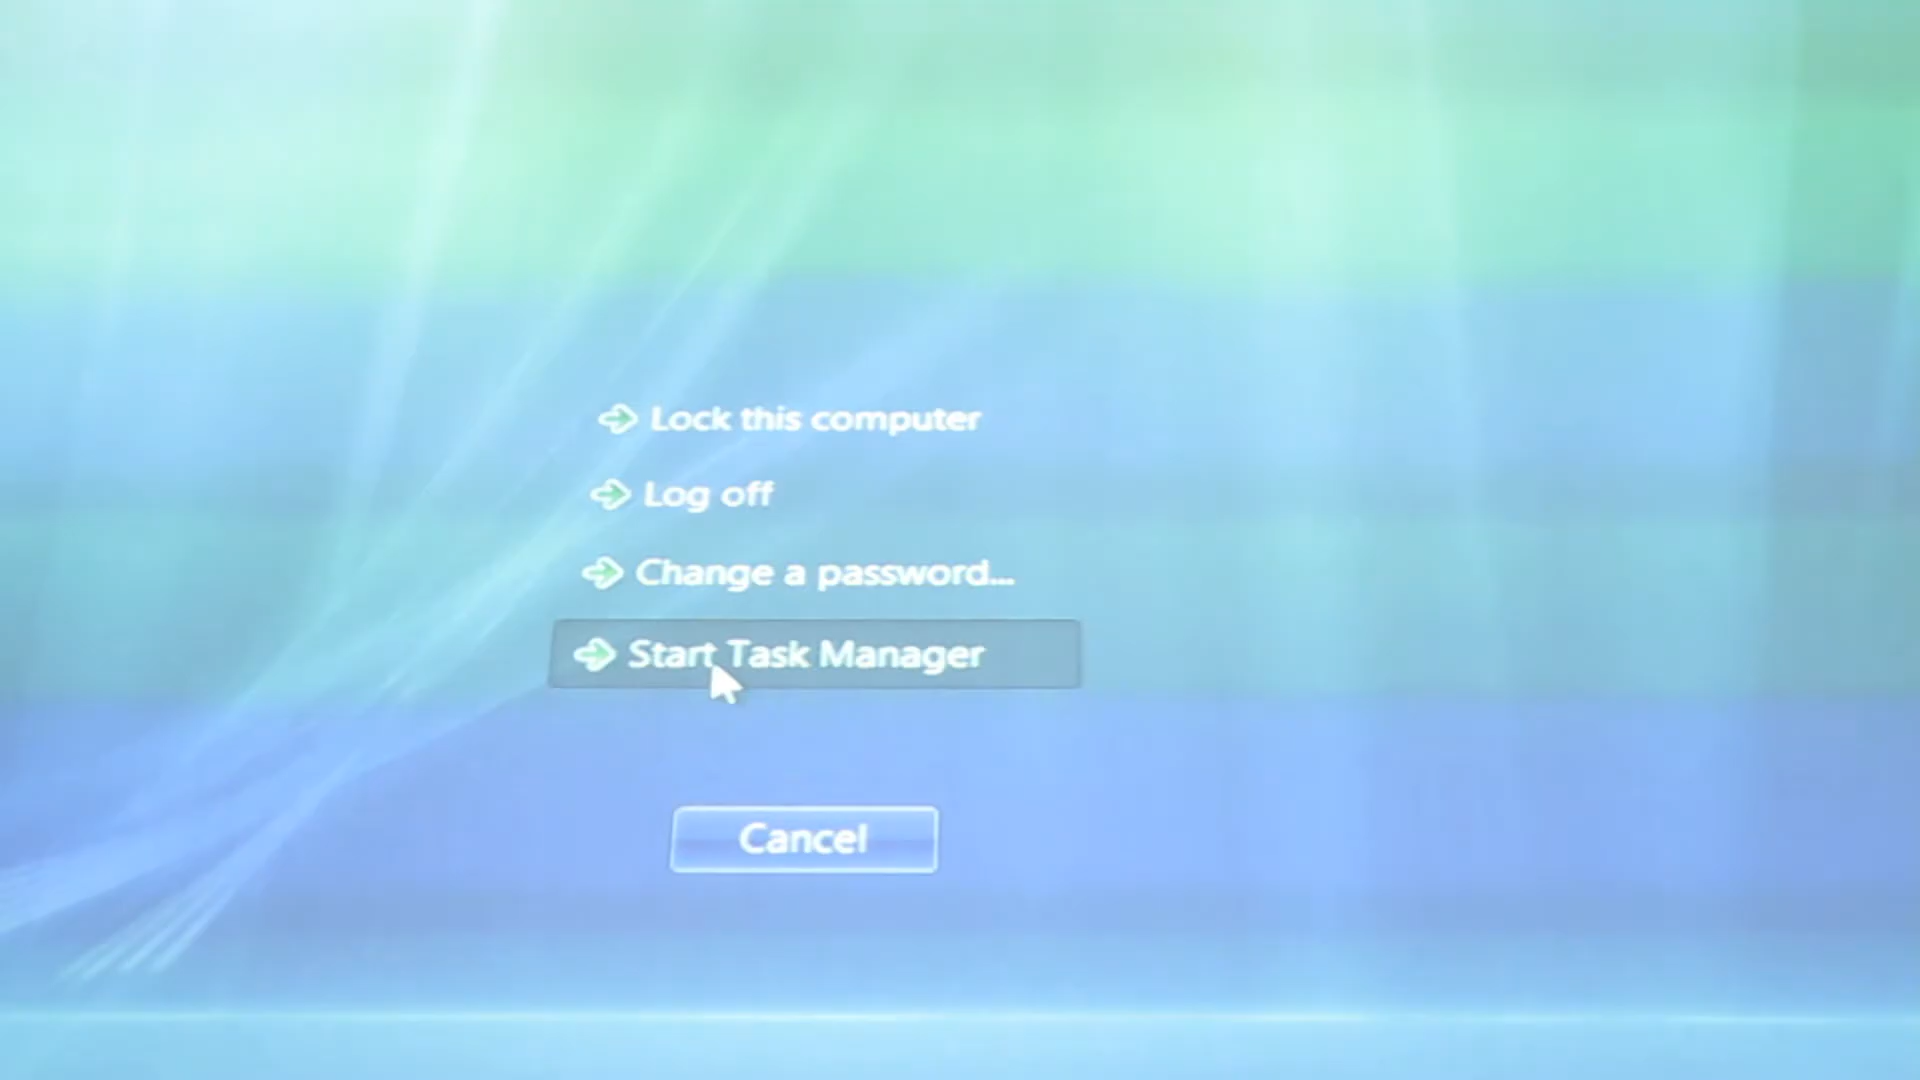 Lock this computer
Log off
Change a password...
Start Task Manager
Cancel